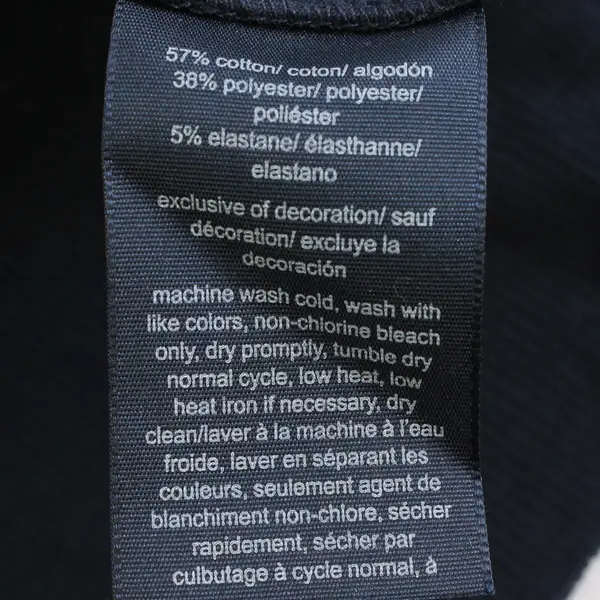 57% cotton/ coton/ algodón
38% polyester/ polyester/
poliéster
5% elastane/ élasthanne/
elastano
exclusive of decoration/ sauf
décoration/ excluye la
decoración
machine wash cold, wash with
like colors, non-chlorine bleach
only, dry promptly, tumble dry
normal cycle, low heat, low
heat iron if necessary, dry
clean/laver à la machine à l'eau
froide, laver en séparant les
couleurs, seulement agent de
blanchiment non-chlore, sécher
rapidement, sécher par
culbutage à cycle normal, à